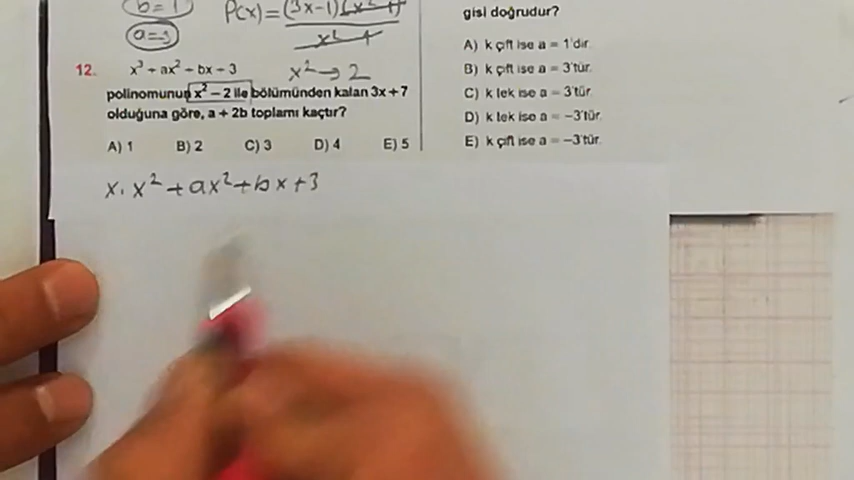 b = 1
a = 3
P(x) = (3x-1)(x² + 1)
x² + 1
12. x³ + ax² + bx + 3
x² → 2
polinomunun x² – 2 ile bölümünden kalan 3x + 7
olduğuna göre, a + 2b toplamı kaçtır?
A) 1 B) 2 C) 3 D) 4 E) 5
x. x² + ax² + bx + 3
gisi doğrudur?
A) k çift ise a = 1'dir.
B) k çift ise a = 3'tür.
C) k tek ise a = 3'tür.
D) k tek ise a = –3'tür.
E) k çift ise a = –3'tür.